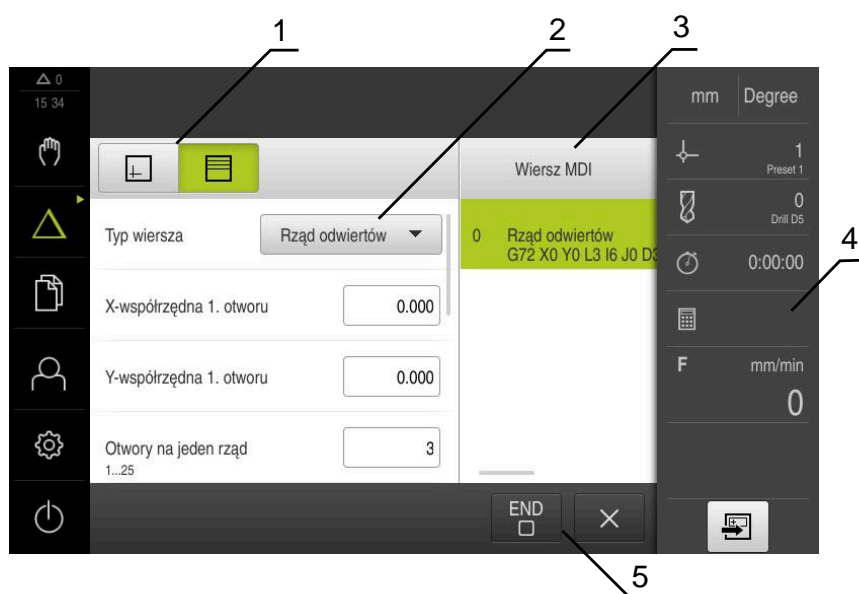 1
2
3
0
15 34
mm Degree
1
Preset 1
Wiersz MDI
0
Drill D5
Typ wiersza
Rząd odwiertów
0 Rząd odwiertów
G72 X0 Y0 L3 I6 J0 D3
4
0:00:00
X-współrzędna 1. otworu
0.000
F mm/min
0
Y-współrzędna 1. otworu
0.000
Otwory na jeden rząd
3
1...25
END
5